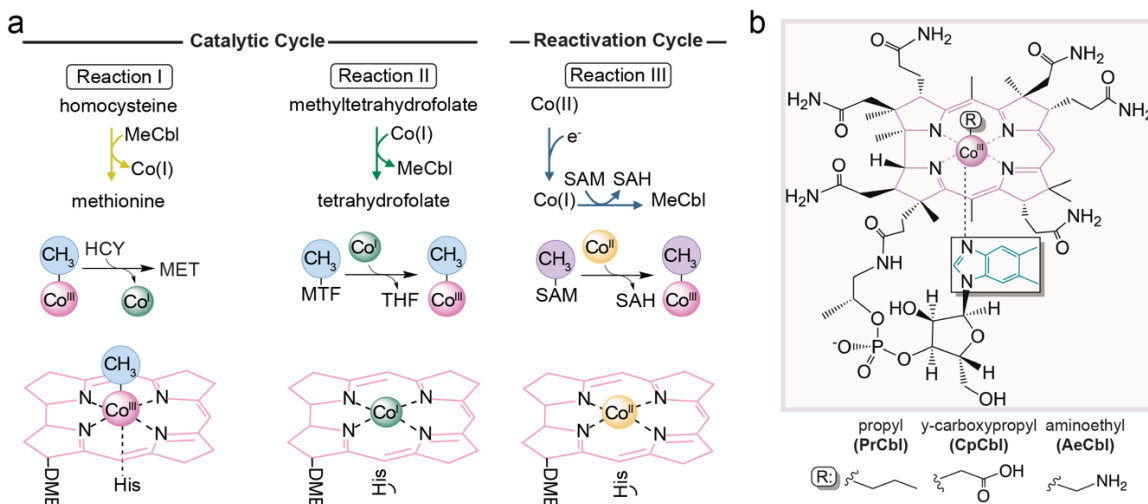 a
Catalytic Cycle
Reactivation Cycle
Reaction I
homocysteine
MeCbl
Co(I)
methionine
Reaction II
methyltetrahydrofolate
Co(I)
MeCbl
tetrahydrofolate
Reaction III
Co(II)
e-
SAM SAH
Co(I) MeCbl
CH3
HCY
MET
CoIII
CoI
CH3
CoI
CH3
MTF
THF
CoIII
CH3
CoII
CH3
SAM
SAH
CoIII
CH3
N N
CoIII
N N
DMB
His
N N
CoI
N N
DMB
His
N N
CoII
N N
DMB
His
b
O NH2
O NH2
H2N
O
R
O
NH2
H2N
O
N N
CoIII
H
N N
H2N
O
O
NH2
O
NH
N
N
O
HO
H
O
-O P O
O
H H
OH
propyl y-carboxypropyl aminoethyl
(PrCbl) (CpCbl) (AeCbl)
R:
OH
O
NH2